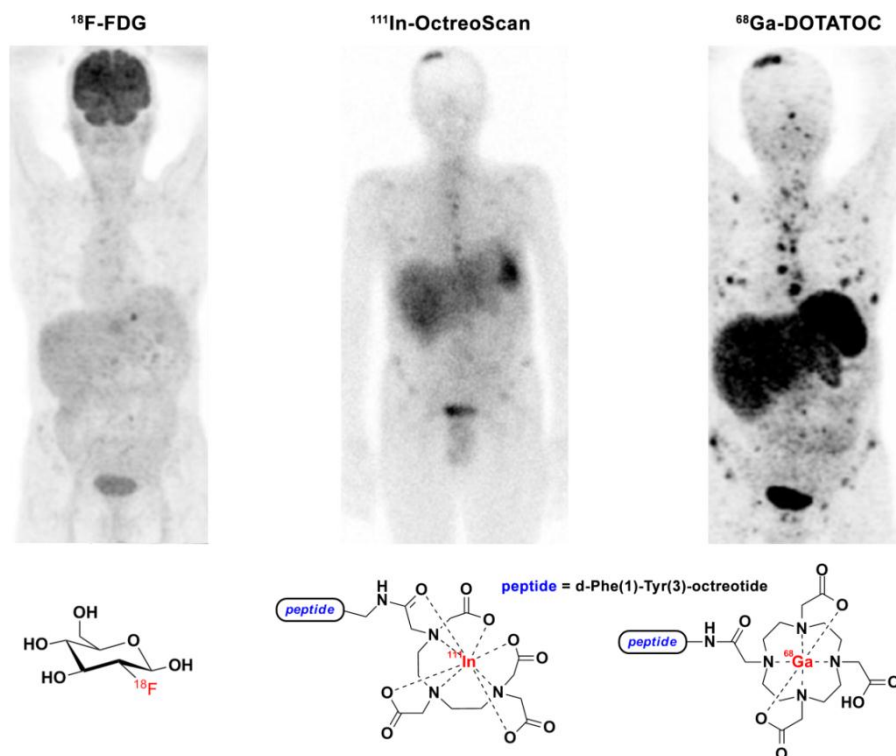 ¹⁸F-FDG
¹¹¹In-OctreoScan
⁶⁸Ga-DOTATOC
peptide = d-Phe(1)-Tyr(3)-octreotide
peptide
NH
O
O
O
N
¹¹¹In
O
O
O
N
N
O
O
O
OH
HO
HO
O
OH
¹⁸F
peptide
H
N
O
O
O
N
N
⁶⁸Ga
N
N
O
HO
O
O